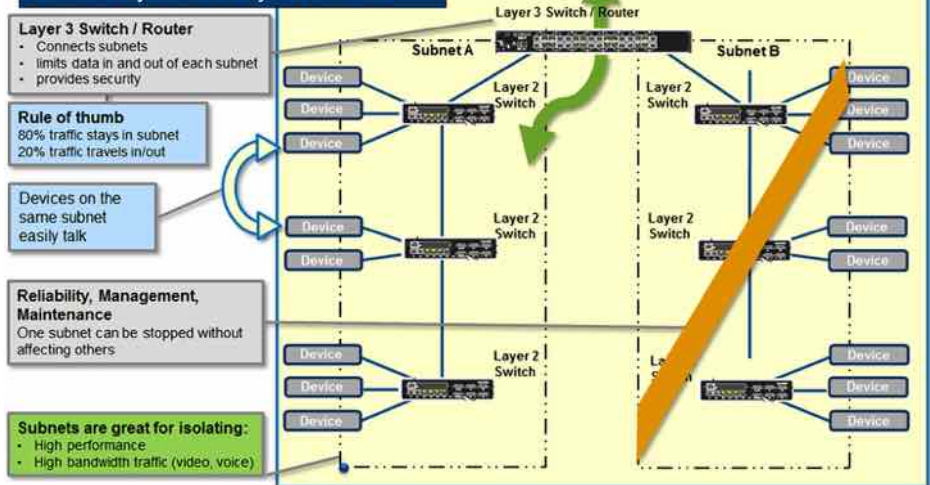 Layer 3 Switch / Router
Layer 3 Switch / Router
• Connects subnets
• limits data in and out of each subnet
• provides security
Rule of thumb
80% traffic stays in subnet
20% traffic travels in/out
Devices on the
same subnet
easily talk
Reliability, Management,
Maintenance
One subnet can be stopped without
affecting others
Subnets are great for isolating:
• High performance
• High bandwidth traffic (video, voice)
Subnet A
Device
Device
Device
Layer 2
Switch
Device
Device
Layer 2
Switch
Device
Device
Device
Layer 2
Switch
Subnet B
Layer 2
Switch
Device
Device
Device
Layer 2
Switch
Device
Device
Device
Device
Device